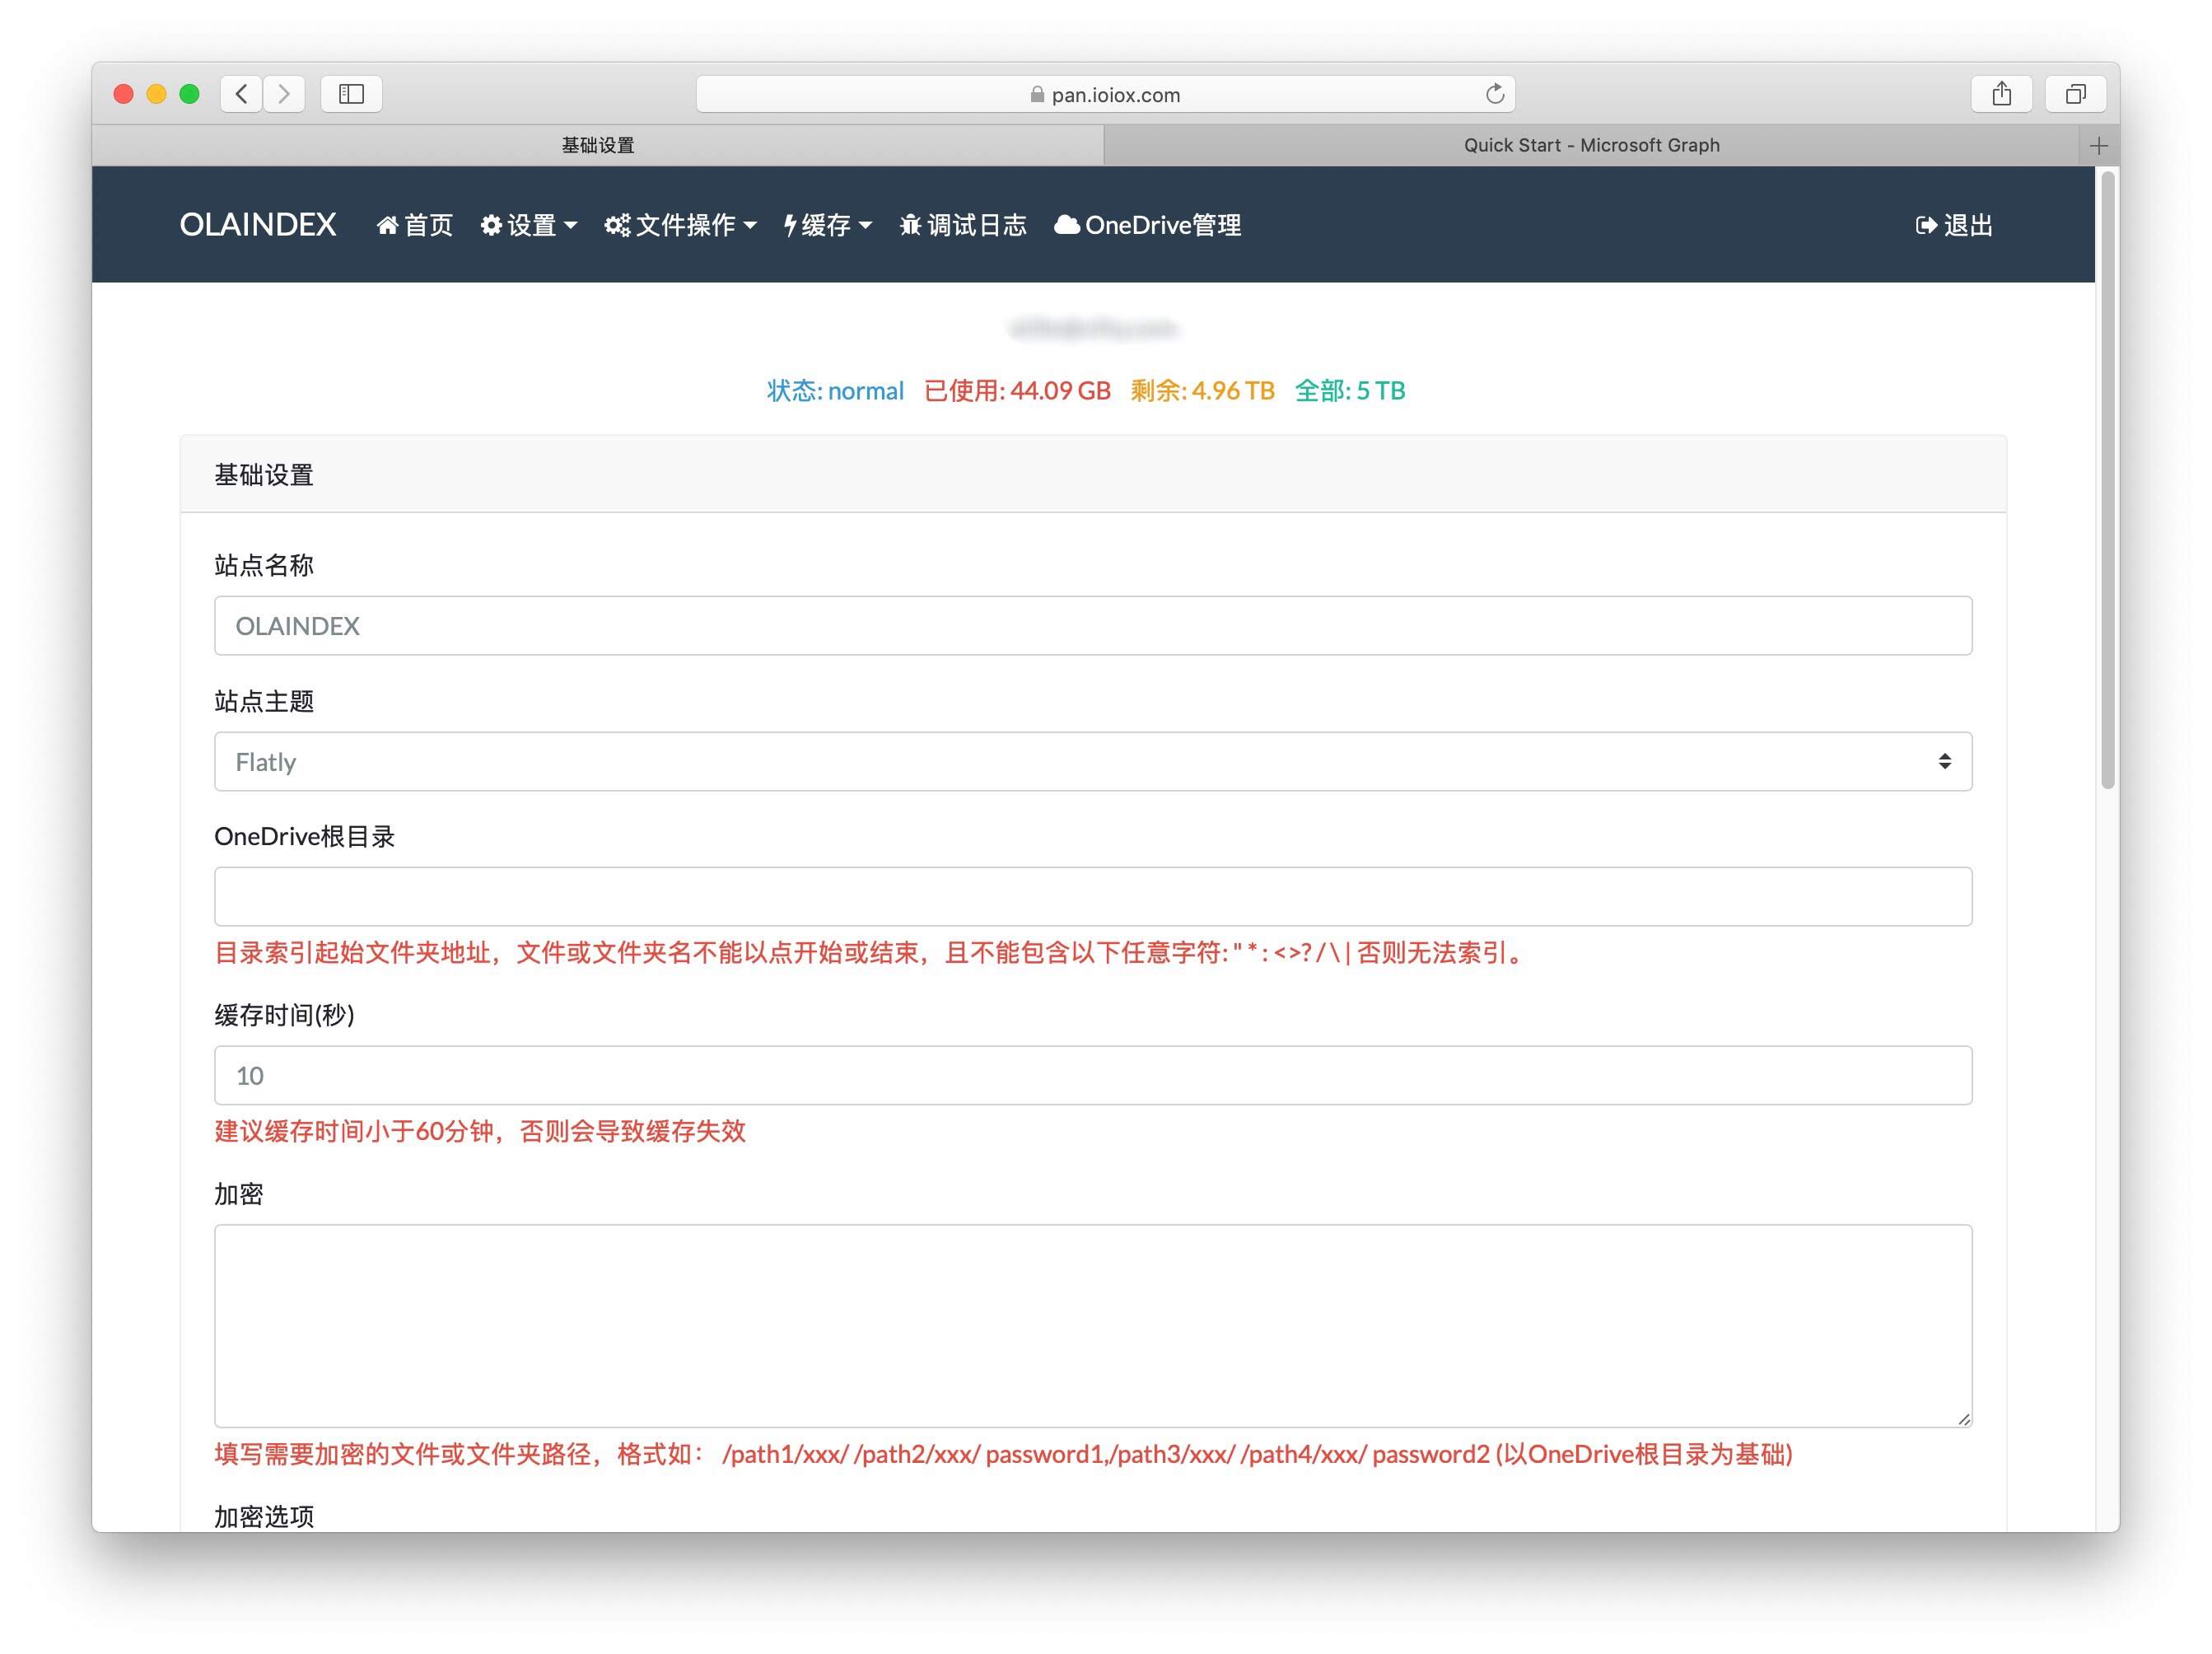 pan.ioiox.com
基础设置 Quick Start - Microsoft Graph
OLAINDEX 首页 设置 文件操作 缓存 调试日志 OneDrive管理 退出
状态: normal 已使用: 44.09 GB 剩余: 4.96 TB 全部: 5 TB
基础设置
站点名称
OLAINDEX
站点主题
Flatly
OneDrive根目录
目录索引起始文件夹地址，文件或文件夹名不能以点开始或结束，且不能包含以下任意字符: " * : < >? / \ | 否则无法索引。
缓存时间(秒)
10
建议缓存时间小于60分钟，否则会导致缓存失效
加密
填写需要加密的文件或文件夹路径，格式如： /path1/xxx/ /path2/xxx/ password1,/path3/xxx/ /path4/xxx/ password2 (以OneDrive根目录为基础)
加密选项